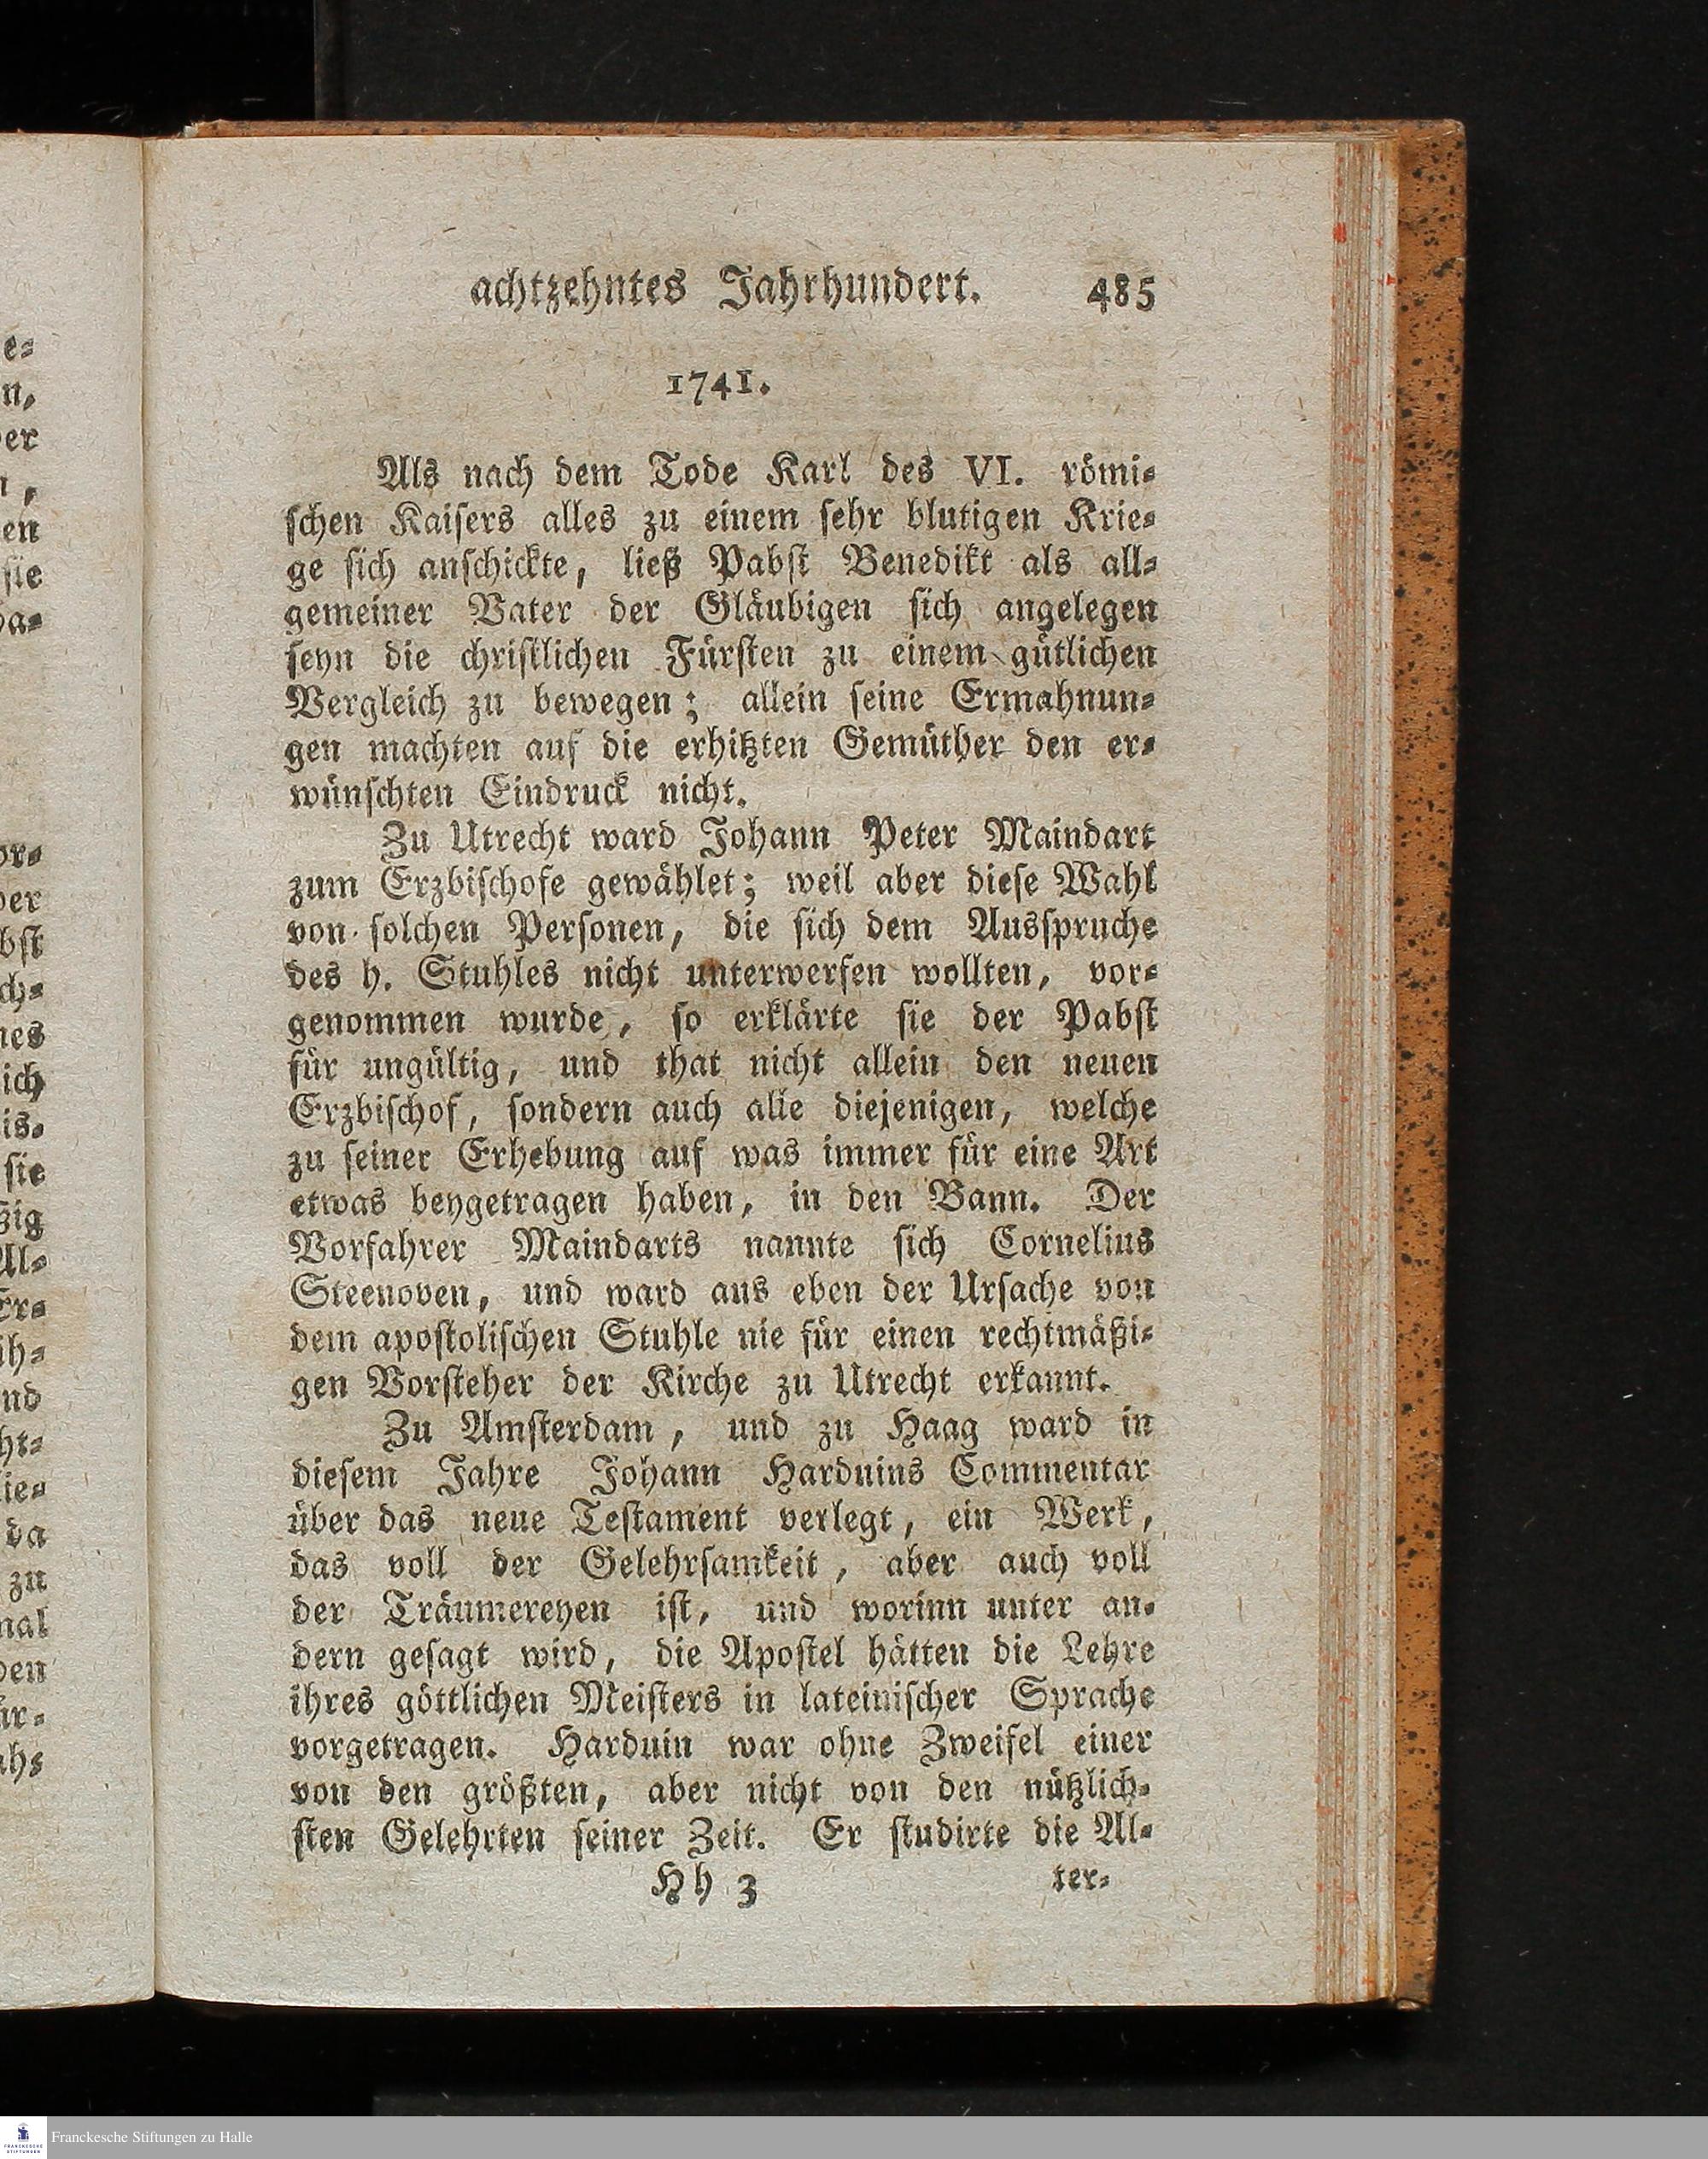 achtzehntes Jahrhundert. 485
1741.
Als nach dem Tode Karl des VI. römi-
schen Kaisers alles zu einem sehr blutigen Krie-
ge sich anschickte, ließ Pabst Benedikt als all-
gemeiner Vater der Gläubigen sich angelegen
seyn die christlichen Fürsten zu einem gütlichen
Vergleich zu bewegen; allein seine Ermahnun-
gen machten auf die erhitzten Gemüther den er-
wünschten Eindruck nicht.
Zu Utrecht ward Johann Peter Maindart
zum Erzbischofe gewählet; weil aber diese Wahl
von solchen Personen, die sich dem Ausspruche
des h. Stuhles nicht unterwerfen wollten, vor-
genommen wurde, so erklärte sie der Pabst
für ungültig, und that nicht allein den neuen
Erzbischof, sondern auch alle diejenigen, welche
zu seiner Erhebung auf was immer für eine Art
etwas beygetragen haben, in den Bann. Der
Vorfahrer Maindarts nannte sich Cornelius
Steenoven, und ward aus eben der Ursache von
dem apostolischen Stuhle nie für einen rechtmäßi-
gen Vorsteher der Kirche zu Utrecht erkannt.
Zu Amsterdam, und zu Haag ward in
diesem Jahre Johann Harduins Commentar
über das neue Testament verlegt, ein Werk,
das voll der Gelehrsamkeit, aber auch voll
der Träumereyen ist, und worinn unter an-
dern gesagt wird, die Apostel hätten die Lehre
ihres göttlichen Meisters in lateinischer Sprache
vorgetragen. Harduin war ohne Zweifel einer
von den größten, aber nicht von den nützlich-
sten Gelehrten seiner Zeit. Er studirte die Al-
Hh 3 ter-
Franckesche Stiftungen zu Halle